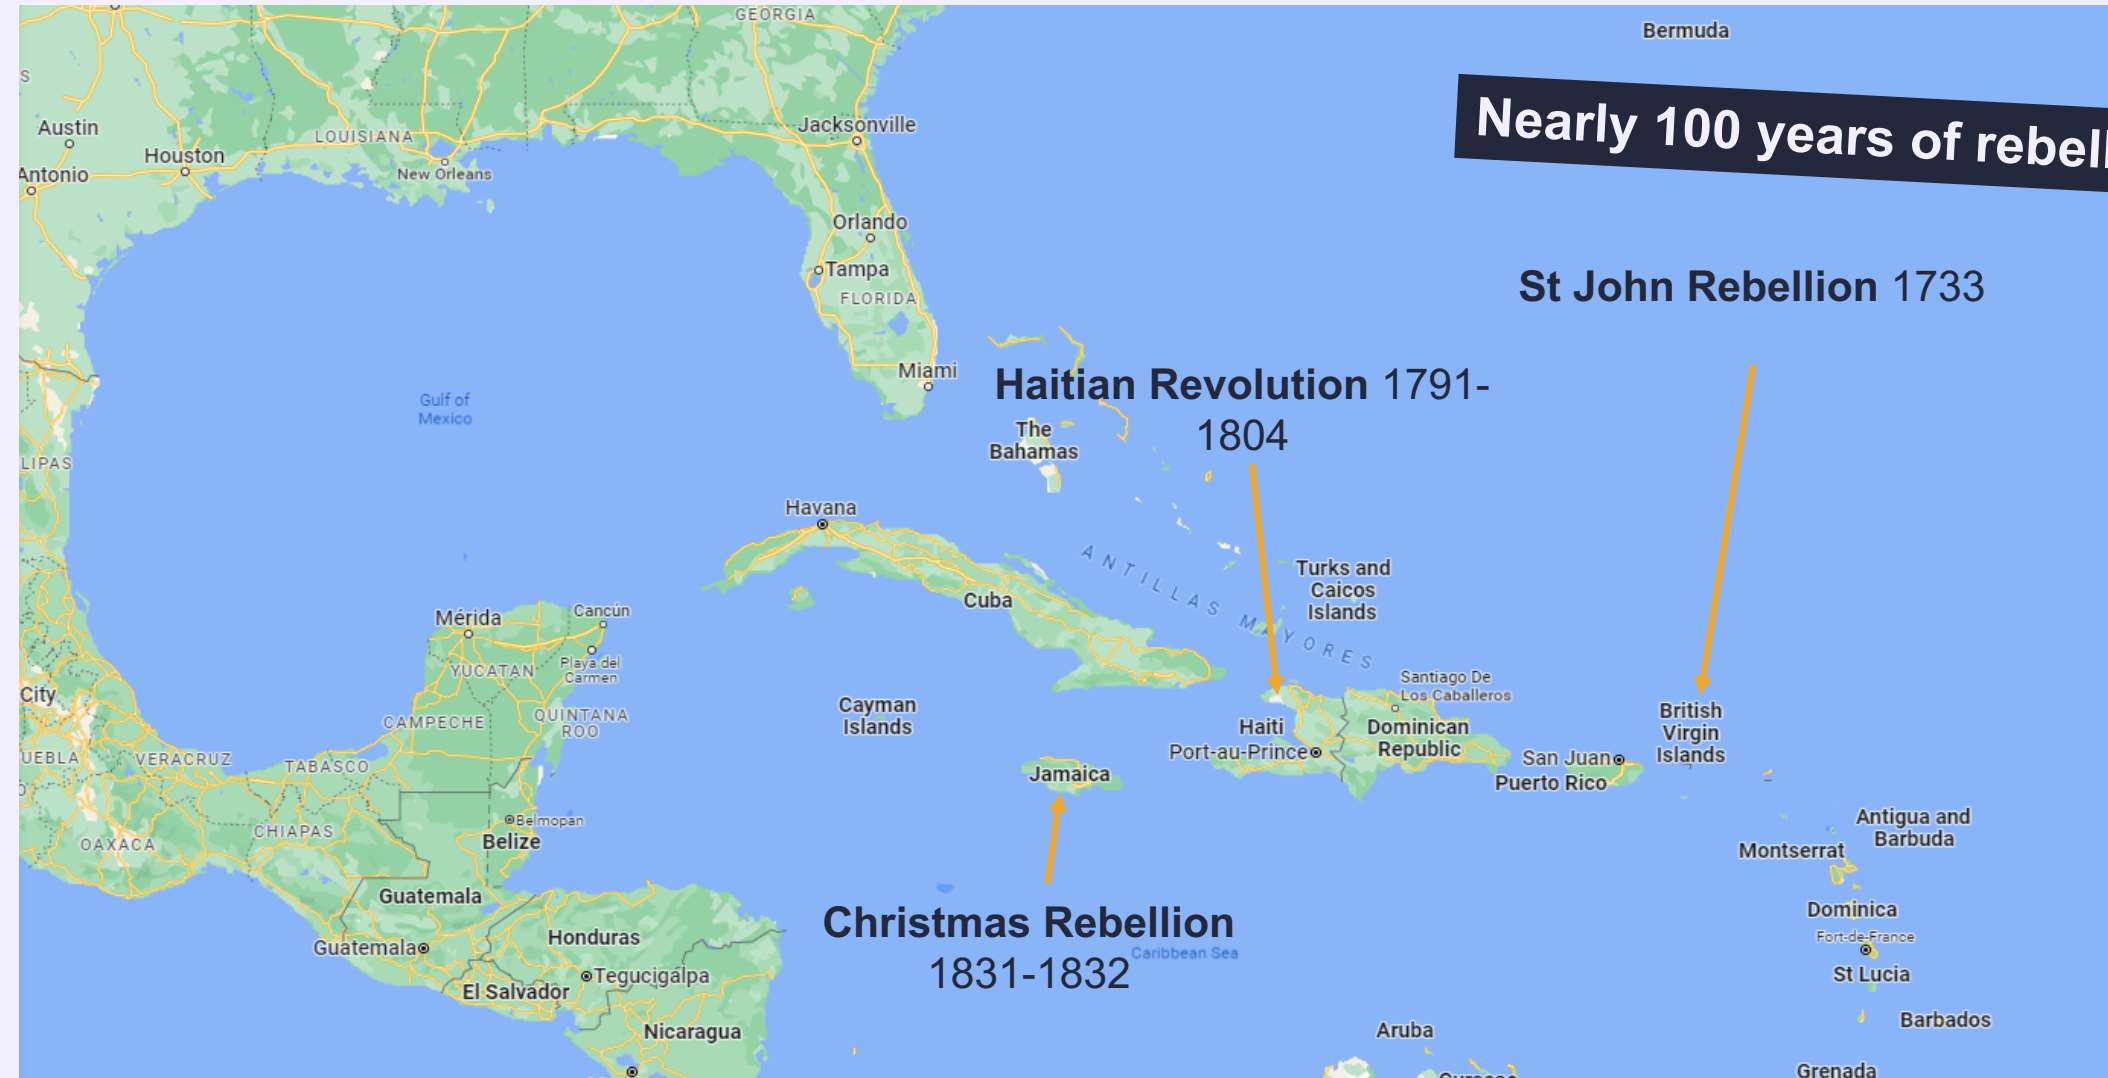 GEORGIA
Bermuda
Nearly 100 years of rebell
S
Austin
Jacksonville
LOUISIANA
Houston
New Orleans
Antonio
Orlando
Tampa
FLORIDA
St John Rebellion 1733
Miami
Haitian Revolution 1791-
1804
Gulf of
Mexico
The
Bahamas
LIPAS
Havana
ANTILLAS MAYORES
Turks and
Caicos
Islands
Cuba
Mérida
Cancún
Playa del
Carmen
YUCATAN
City
CAMPECHE
QUINTANA
ROO
Cayman
Islands
Santiago De
Los Caballeros
Haiti
Port-au-Prince
Dominican
Republic
British
Virgin
Islands
San Juan
Puerto Rico
UEBLA
VERACRUZ
TABASCO
Jamaica
Belmopan
Belize
CHIAPAS
OAXACA
Antigua and
Barbuda
Montserrat
Guatemala
Dominica
Christmas Rebellion
1831-1832
Caribbean Sea
Honduras
Guatemala
Fort-de-France
St Lucia
Tegucigalpa
El Salvador
Nicaragua
Aruba
Barbados
Grenada